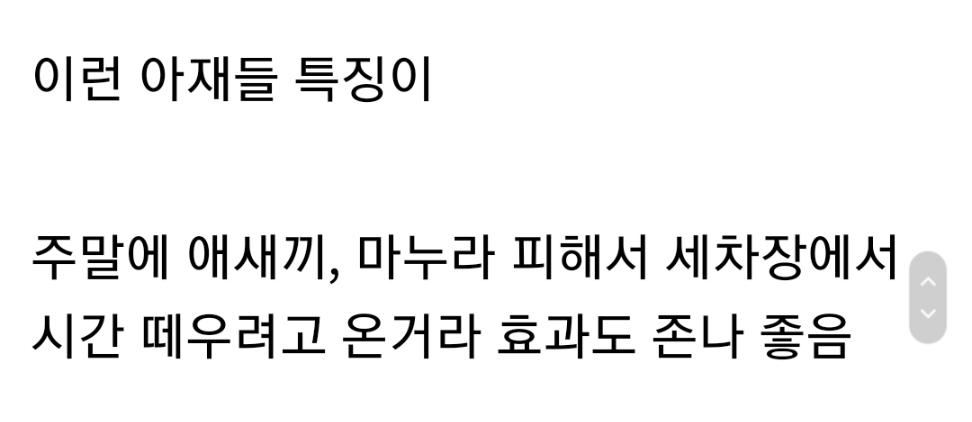 이런 아재들 특징이
주말에 애새끼, 마누라 피해서 세차장에서
시간 떼우려고 온거라 효과도 존나 좋음